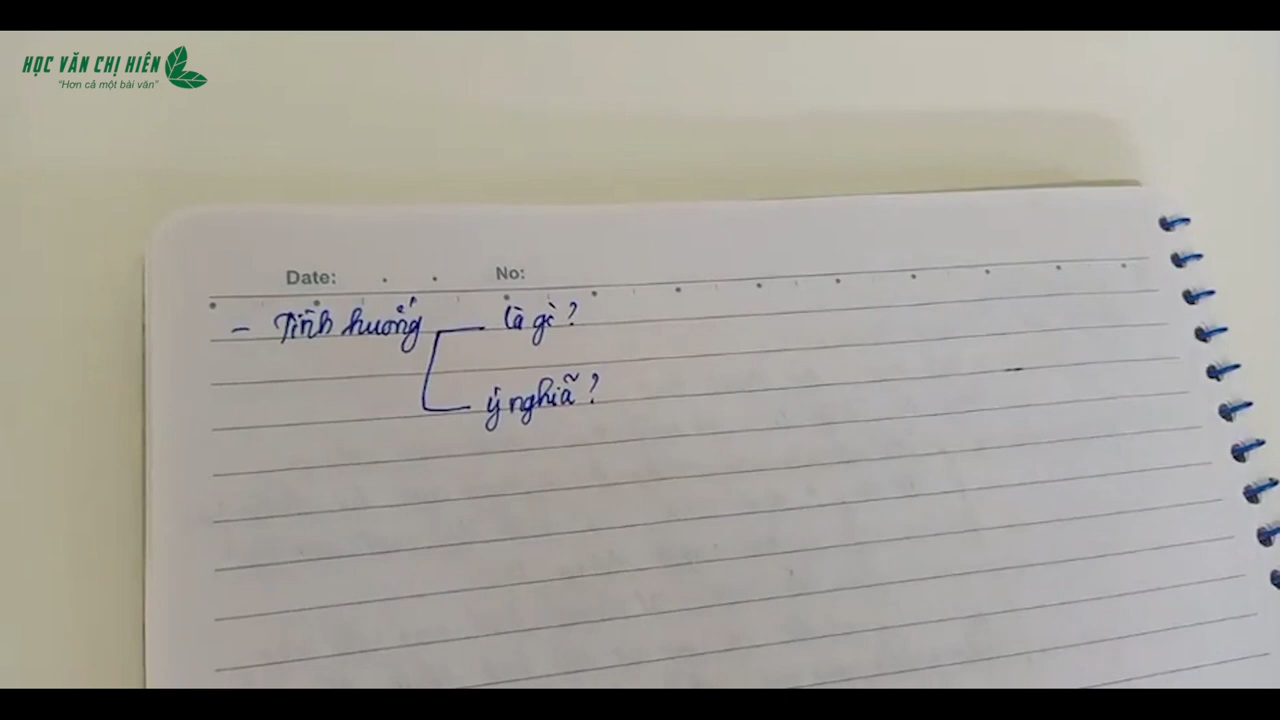 HỌC VĂN CHỊ HIÊN
"Hơn cả một bài văn"
Date: No:
- Tình huống là gì?
ý nghĩa?